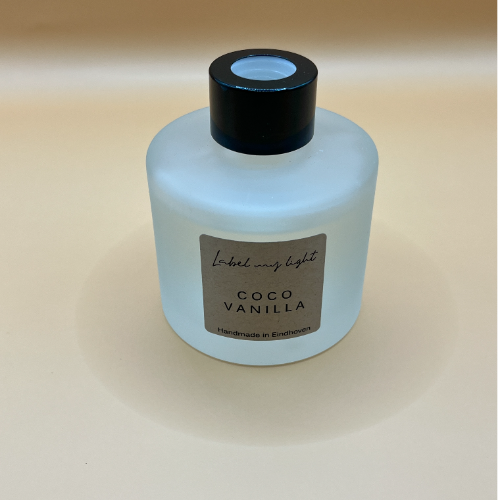 Label my light
COCO
VANILLA
Handmade in Eindhoven